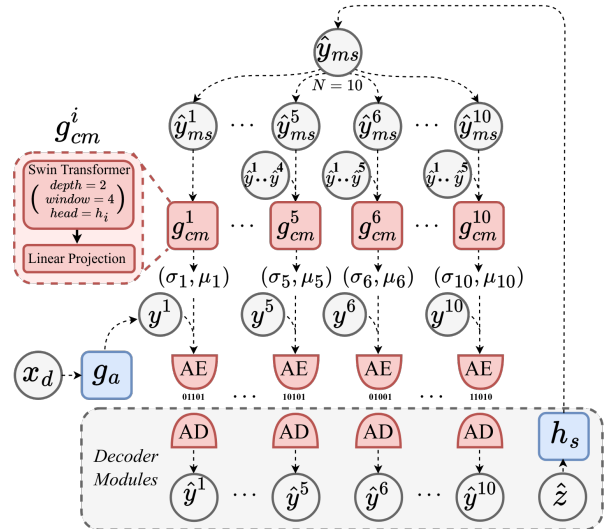 ŷ_ms
N = 10
g^i_cm
ŷ^1_ms ··· ŷ^5_ms ŷ^6_ms ··· ŷ^10_ms
ŷ^1··ŷ^4 ŷ^1··ŷ^5 ŷ^1··ŷ^5
Swin Transformer
( depth = 2
window = 4
head = h_i )
Linear Projection
g^1_cm ··· g^5_cm g^6_cm ··· g^10_cm
(σ_1, μ_1) (σ_5, μ_5) (σ_6, μ_6) (σ_10, μ_10)
y^1 y^5 y^6 y^10
x_d g_a
AE AE AE AE
01101 ··· 10101 01001 ··· 11010
AD ··· AD AD ··· AD
h_s
Decoder
Modules
ŷ^1 ··· ŷ^5 ŷ^6 ··· ŷ^10 ẑ